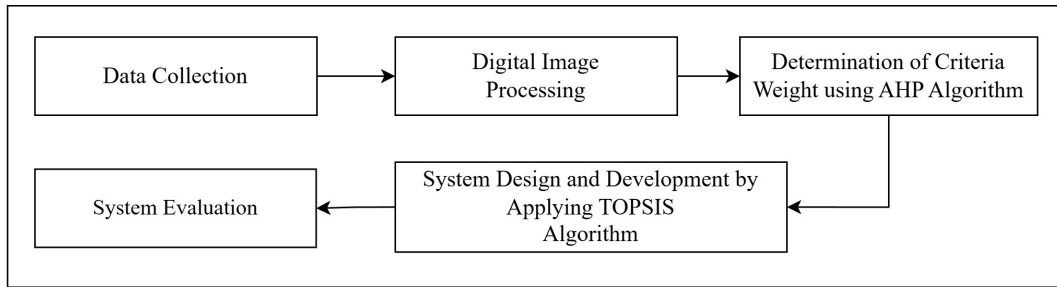 Data Collection
Digital Image
Processing
Determination of Criteria
Weight using AHP Algorithm
System Design and Development by
Applying TOPSIS
Algorithm
System Evaluation